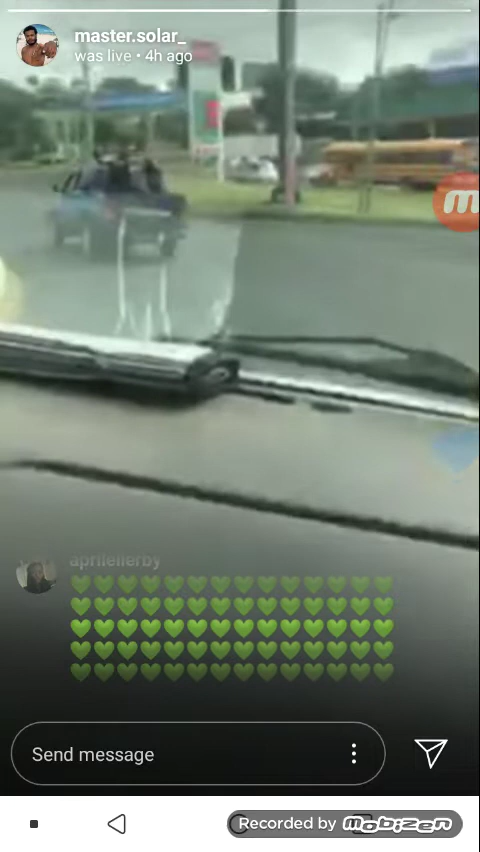 master.solar_
was live • 4h ago
aprilellerby
Send message
Recorded by mobizen